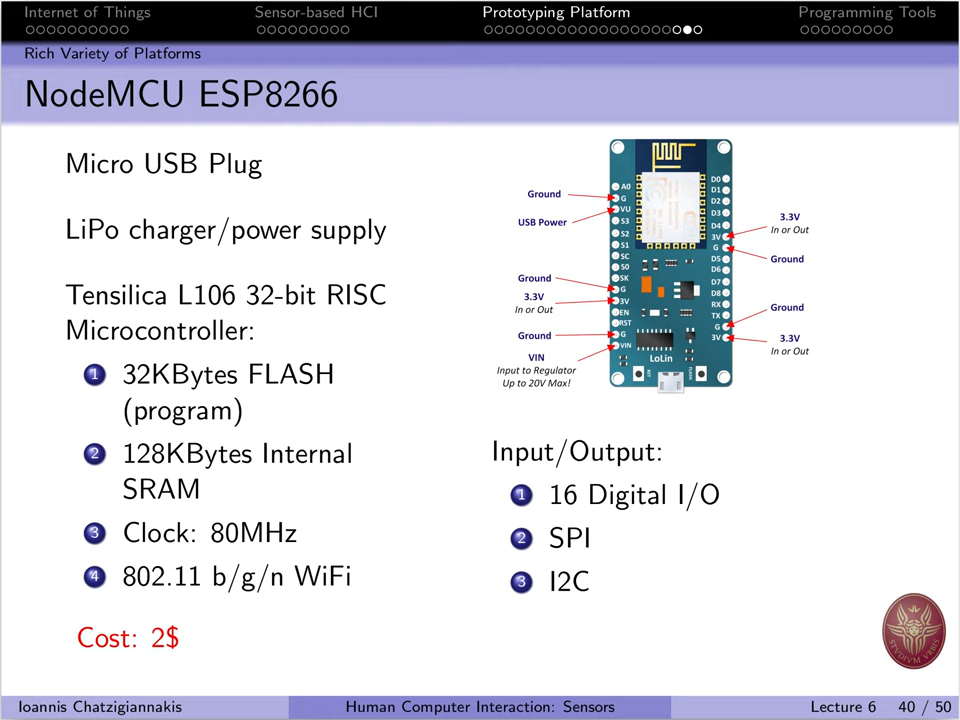 Internet of Things
Sensor-based HCI
Prototyping Platform
Programming Tools
Rich Variety of Platforms
NodeMCU ESP8266
Micro USB Plug
LiPo charger/power supply
Tensilica L106 32-bit RISC
Microcontroller:
1 32KBytes FLASH
(program)
2 128KBytes Internal
SRAM
3 Clock: 80MHz
4 802.11 b/g/n WiFi
Cost: 2$
Ground
USB Power
Ground
3.3V
In or Out
Ground
VIN
Input to Regulator
Up to 20V Max!
A0
G
VU
S3
S2
S1
SC
S0
SK
G
3V
EN
RST
G
VIN
LoLin
RST
FLASH
D0
D1
D2
D3
D4
3V
G
D5
D6
D7
D8
RX
TX
G
3V
3.3V
In or Out
Ground
Ground
3.3V
In or Out
Input/Output:
1 16 Digital I/O
2 SPI
3 I2C
STVDIVM VRBIS
Ioannis Chatzigiannakis
Human Computer Interaction: Sensors
Lecture 6
40 / 50